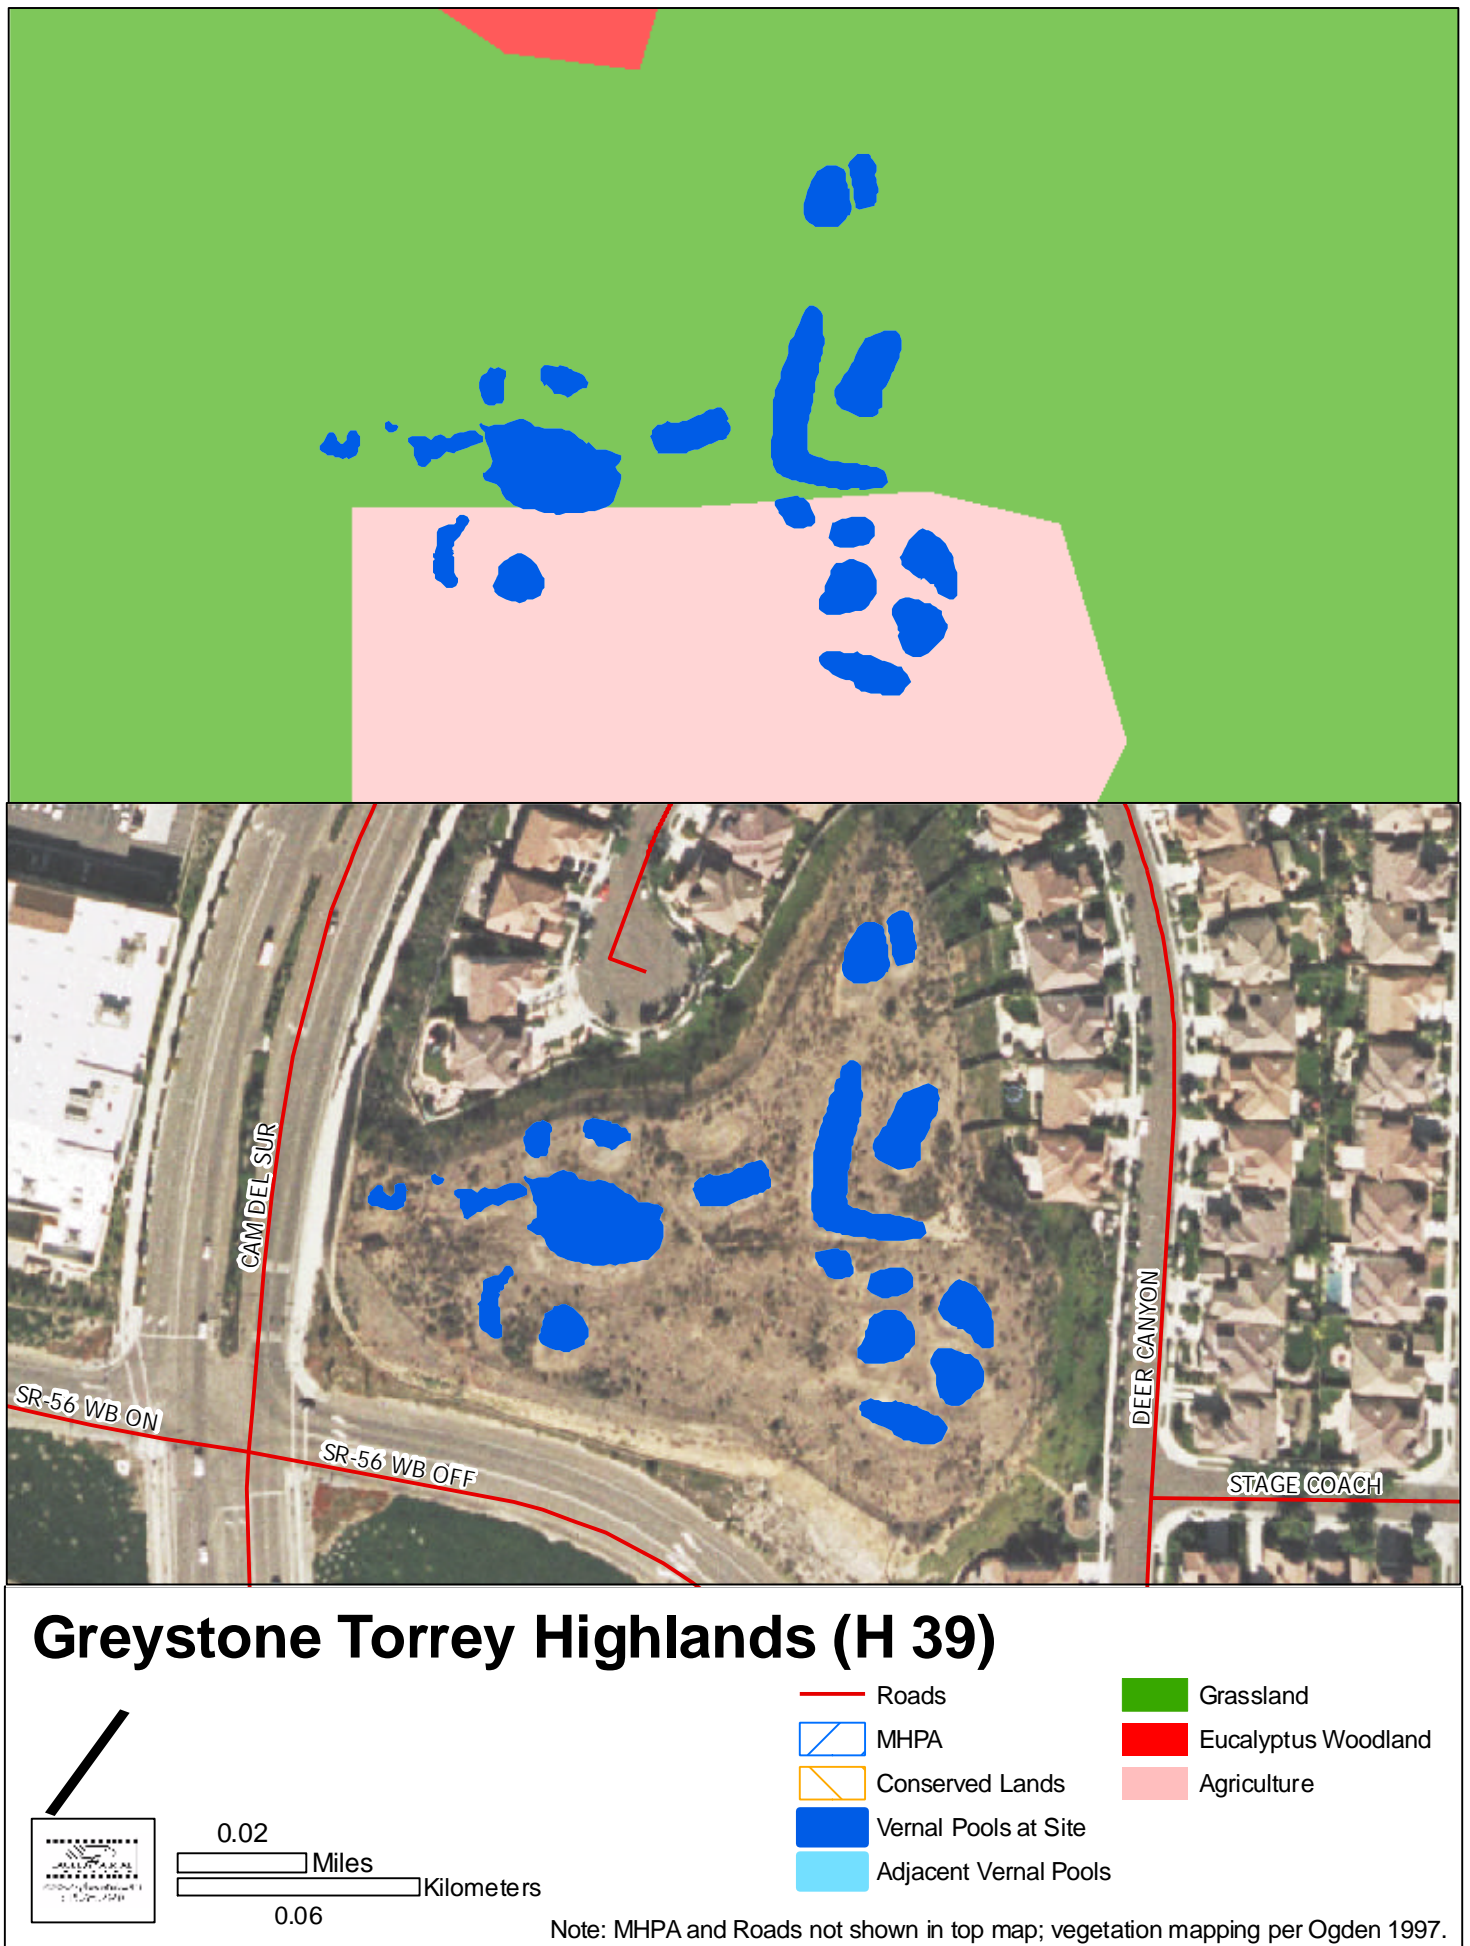 CAM DEL SUR
DEER CANYON
SR-56 WB ON
SR-56 WB OFF
STAGE COACH
Greystone Torrey Highlands (H 39)
Roads
MHPA
Conserved Lands
Vernal Pools at Site
Adjacent Vernal Pools
Grassland
Eucalyptus Woodland
Agriculture
0.02
Miles
Kilometers
0.06
Note: MHPA and Roads not shown in top map; vegetation mapping per Ogden 1997.